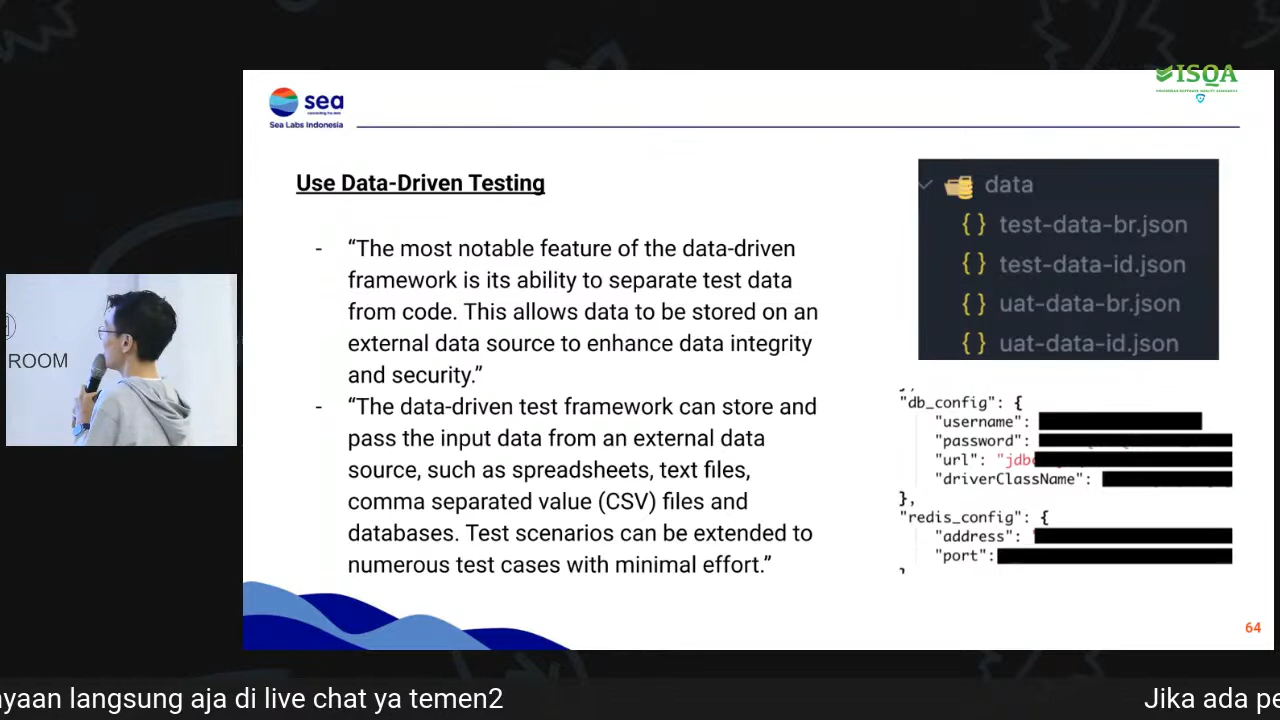 ISQA
sea
Sea Labs Indonesia
Use Data-Driven Testing
- “The most notable feature of the data-driven
framework is its ability to separate test data
from code. This allows data to be stored on an
external data source to enhance data integrity
and security.”
- “The data-driven test framework can store and
pass the input data from an external data
source, such as spreadsheets, text files,
comma separated value (CSV) files and
databases. Test scenarios can be extended to
numerous test cases with minimal effort.”
data
{ } test-data-br.json
{ } test-data-id.json
{ } uat-data-br.json
{ } uat-data-id.json
"db_config": {
"username":
"password":
"url": "jdbc
"driverClassName":
},
"redis_config": {
"address":
"port":
ROOM
64
nyaan langsung aja di live chat ya temen2
Jika ada pe